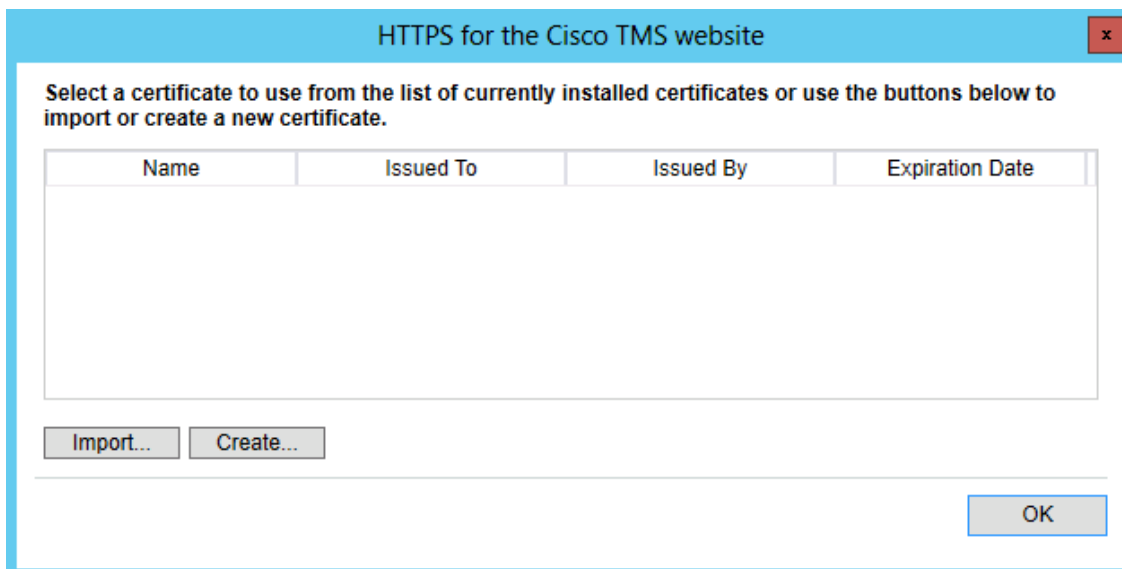 HTTPS for the Cisco TMS website
x
Select a certificate to use from the list of currently installed certificates or use the buttons below to
import or create a new certificate.
Name Issued To Issued By Expiration Date
Import... Create...
OK